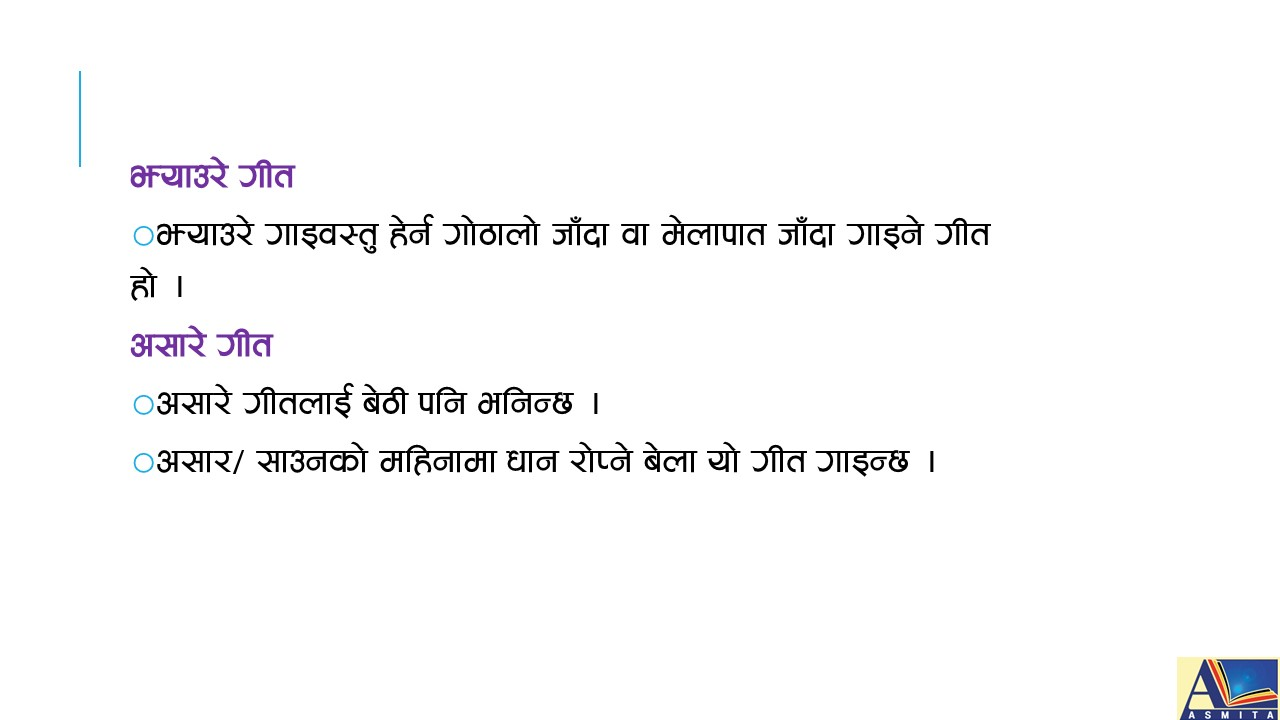 झ्याउरे गीत
झ्याउरे गाइवस्तु हेर्न गोठालो जाँदा वा मेलापात जाँदा गाइने गीत
हो ।
असारे गीत
असारे गीतलाई बेठी पनि भनिन्छ ।
असार/ साउनको महिनामा धान रोप्ने बेला यो गीत गाइन्छ ।
ASMITA